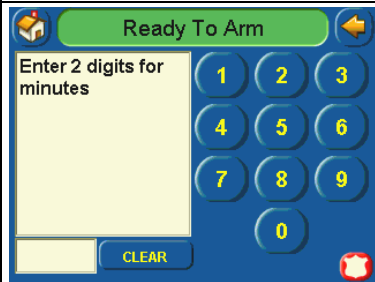 Ready To Arm
Enter 2 digits for
minutes
1 2 3
4 5 6
7 8 9
0
CLEAR